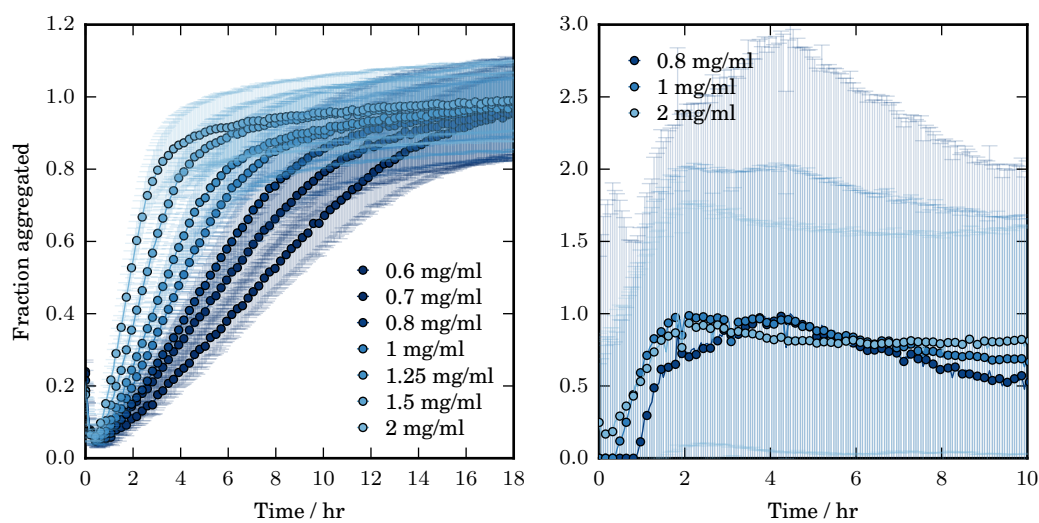 Fraction aggregated
1.2
1.0
0.8
0.6
0.4
0.2
0.0
0.6 mg/ml
0.7 mg/ml
0.8 mg/ml
1 mg/ml
1.25 mg/ml
1.5 mg/ml
2 mg/ml
0 2 4 6 8 10 12 14 16 18
Time / hr
3.0
2.5
2.0
1.5
1.0
0.5
0.0
0.8 mg/ml
1 mg/ml
2 mg/ml
0 2 4 6 8 10
Time / hr